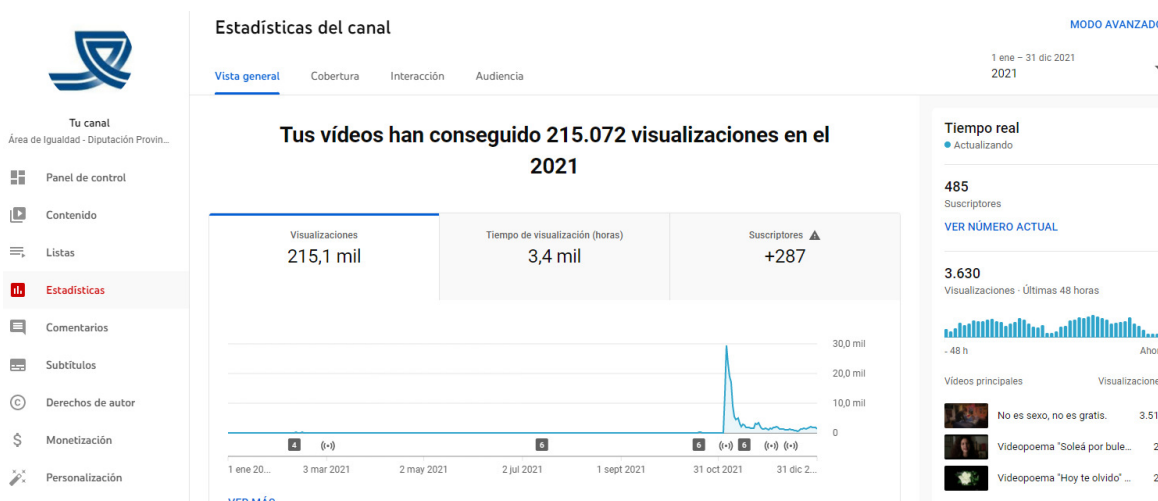 Tu canal
Área de Igualdad - Diputación Provin...
Panel de control
Contenido
Listas
Estadísticas
Comentarios
Subtítulos
Derechos de autor
Monetización
Personalización
Estadísticas del canal
MODO AVANZADO
Vista general Cobertura Interacción Audiencia
1 ene – 31 dic 2021
2021
Tus vídeos han conseguido 215.072 visualizaciones en el
2021
Visualizaciones
215,1 mil
Tiempo de visualización (horas)
3,4 mil
Suscriptores
+287
30,0 mil
20,0 mil
10,0 mil
0
4 6 6 6
1 ene 20... 3 mar 2021 2 may 2021 2 jul 2021 1 sept 2021 31 oct 2021 31 dic 2...
VER MÁS
Tiempo real
Actualizando
485
Suscriptores
VER NÚMERO ACTUAL
3.630
Visualizaciones · Últimas 48 horas
- 48 h
Vídeos principales
No es sexo, no es gratis.
Videopoema "Soleá por bule...
Videopoema "Hoy te olvido" ...